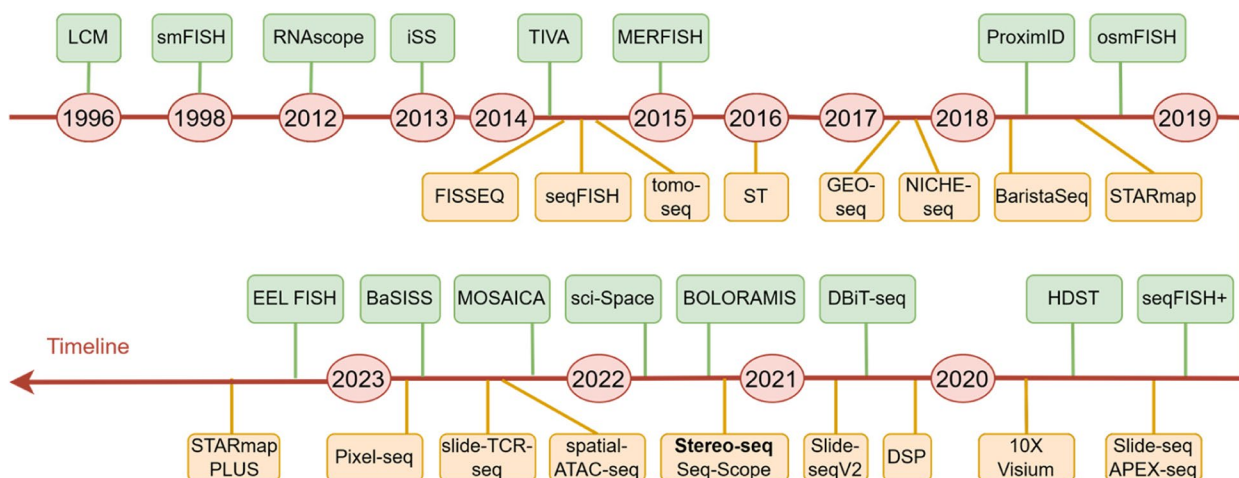 LCM
smFISH
RNAscope
iSS
TIVA
MERFISH
ProximID
osmFISH
1996
1998
2012
2013
2014
2015
2016
2017
2018
2019
FISSEQ
seqFISH
tomo-
seq
ST
GEO-
seq
NICHE-
seq
BaristaSeq
STARmap
EEL FISH
BaSISS
MOSAICA
sci-Space
BOLORAMIS
DBiT-seq
HDST
seqFISH+
Timeline
2023
2022
2021
2020
STARmap
PLUS
Pixel-seq
slide-TCR-
seq
spatial-
ATAC-seq
Stereo-seq
Seq-Scope
Slide-
seqV2
DSP
10X
Visium
Slide-seq
APEX-seq